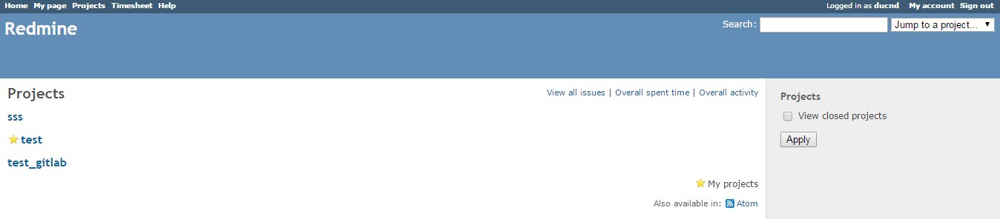 Home My page Projects Timesheet Help Logged in as ducnd My account Sign out
Redmine Search: Jump to a project...
Projects View all issues | Overall spent time | Overall activity
sss
test
test_gitlab
My projects
Also available in: Atom
Projects
View closed projects
Apply